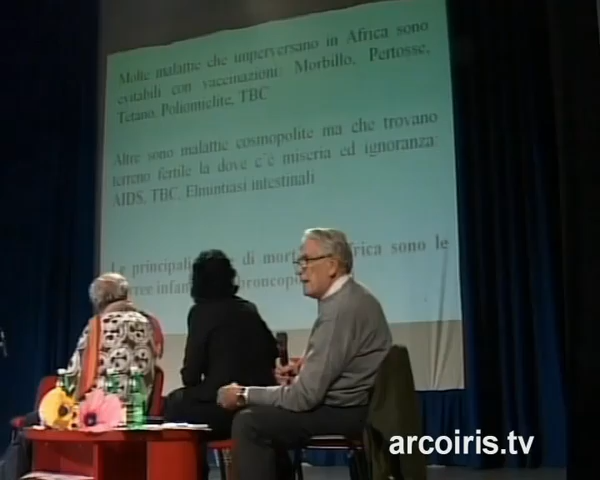 Molte malattie che imperversano in Africa sono
evitabili con vaccinazioni: Morbillo, Pertosse,
Tetano, Poliomielite, TBC
Altre sono malattie cosmopolite ma che trovano
terreno fertile la dove c'è miseria ed ignoranza:
AIDS, TBC, Elmintiasi intestinali
Le principali di mort Africa sono le
infan broncopo
arcoiris.tv